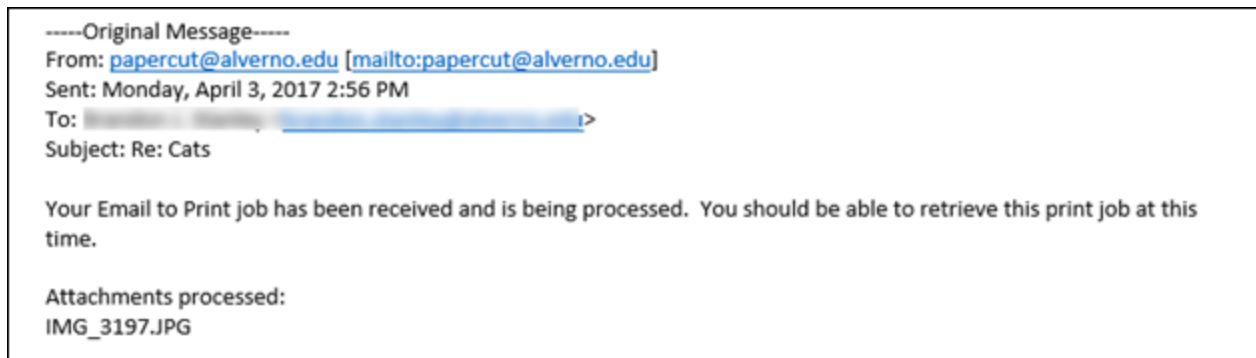 -----Original Message-----
From: papercut@alverno.edu [mailto:papercut@alverno.edu]
Sent: Monday, April 3, 2017 2:56 PM
To: >
Subject: Re: Cats
Your Email to Print job has been received and is being processed.  You should be able to retrieve this print job at this
time.
Attachments processed:
IMG_3197.JPG